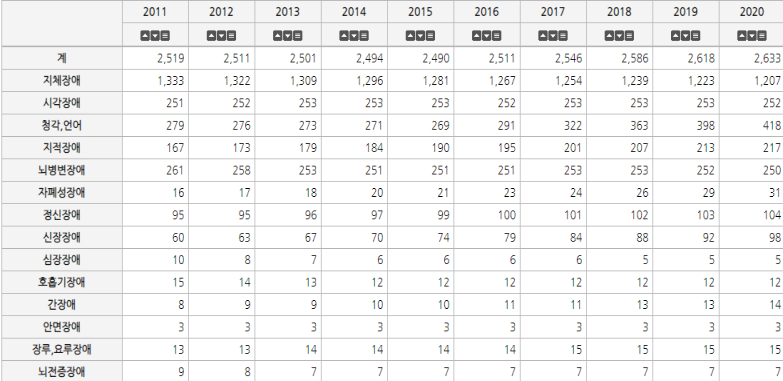 2011 2012 2013 2014 2015 2016 2017 2018 2019 2020
계 2,519 2,511 2,501 2,494 2,490 2,511 2,546 2,586 2,618 2,633
지체장애 1,333 1,322 1,309 1,296 1,281 1,267 1,254 1,239 1,223 1,207
시각장애 251 252 253 253 253 252 253 253 253 252
청각,언어 279 276 273 271 269 291 322 363 398 418
지적장애 167 173 179 184 190 195 201 207 213 217
뇌병변장애 261 258 253 251 251 251 253 253 252 250
자폐성장애 16 17 18 20 21 23 24 26 29 31
정신장애 95 95 96 97 99 100 101 102 103 104
신장장애 60 63 67 70 74 79 84 88 92 98
심장장애 10 8 7 6 6 6 6 5 5 5
호흡기장애 15 14 13 12 12 12 12 12 12 12
간장애 8 9 9 10 10 11 11 13 13 14
안면장애 3 3 3 3 3 3 3 3 3 3
장루,요루장애 13 13 14 14 14 14 15 15 15 15
뇌전증장애 9 8 7 7 7 7 7 7 7 7